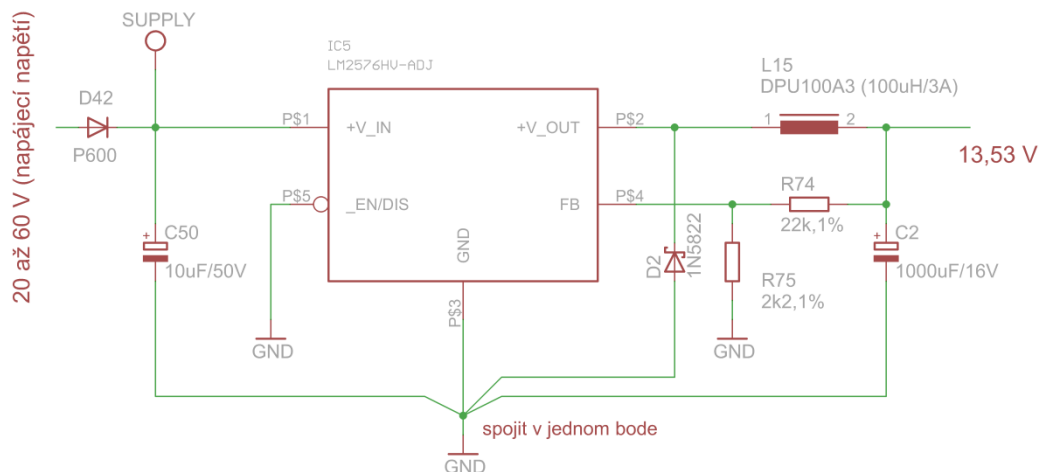 SUPPLY
20 až 60 V (napájecí napětí)
D42
P600
IC5
LM2576HV-ADJ
P$1
+V_IN
+V_OUT
P$2
L15
DPU100A3 (100uH/3A)
1
2
13,53 V
P$5
_EN/DIS
FB
P$4
GND
P$3
R74
22k,1%
D2
1N5822
R75
2k2,1%
+
C50
10uF/50V
+
C2
1000uF/16V
GND
GND
spojit v jednom bode
GND